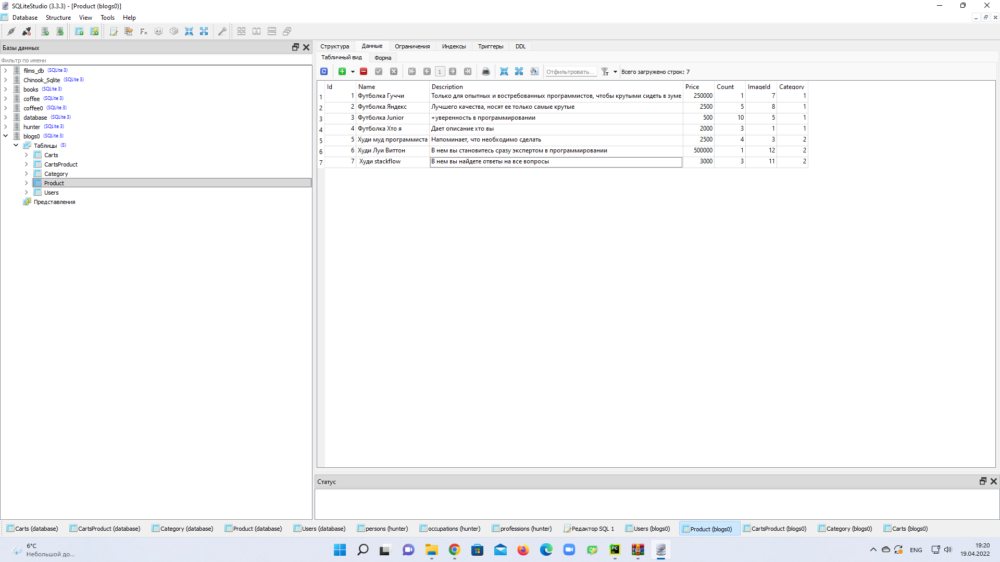 SQLiteStudio (3.3.3) - [Product (blogs0)]
Database Structure View Tools Help
Базы данных
Фильтр по имени
films_db (SQLite 3)
Chinook_Sqlite (SQLite 3)
books (SQLite 3)
coffee (SQLite 3)
coffee0 (SQLite 3)
database (SQLite 3)
hunter (SQLite 3)
blogs0 (SQLite 3)
Таблицы (5)
Carts
CartsProduct
Category
Product
Users
Представления
Структура Данные Ограничения Индексы Триггеры DDL
Табличный вид Форма
1 Отфильтровать... Всего загружено строк: 7
Id Name Description Price Count ImageId Category
1 1 Футболка Гуччи Только для опытных и востребованных программистов, чтобы крутыми сидеть в зуме 250000 1 7 1
2 2 Футболка Яндекс Лучшего качества, носят ее только самые крутые 2500 5 8 1
3 3 Футболка Junior +уверенность в программировании 500 10 5 1
4 4 Футболка Хто я Дает описание хто вы 2000 3 1 1
5 5 Худи муд программиста Напоминает, что необходимо сделать 2500 4 3 2
6 6 Худи Луи Виттон В нем вы становитесь сразу экспертом в программировании 500000 1 12 2
7 7 Худи stackflow В нем вы найдете ответы на все вопросы 3000 3 11 2
Статус
Carts (database) CartsProduct (database) Category (database) Product (database) Users (database) persons (hunter) occupations (hunter) professions (hunter) Редактор SQL 1 Users (blogs0) Product (blogs0) CartsProduct (blogs0) Category (blogs0) Carts (blogs0)
6°C
Небольшой до...
ENG
19:20
19.04.2022